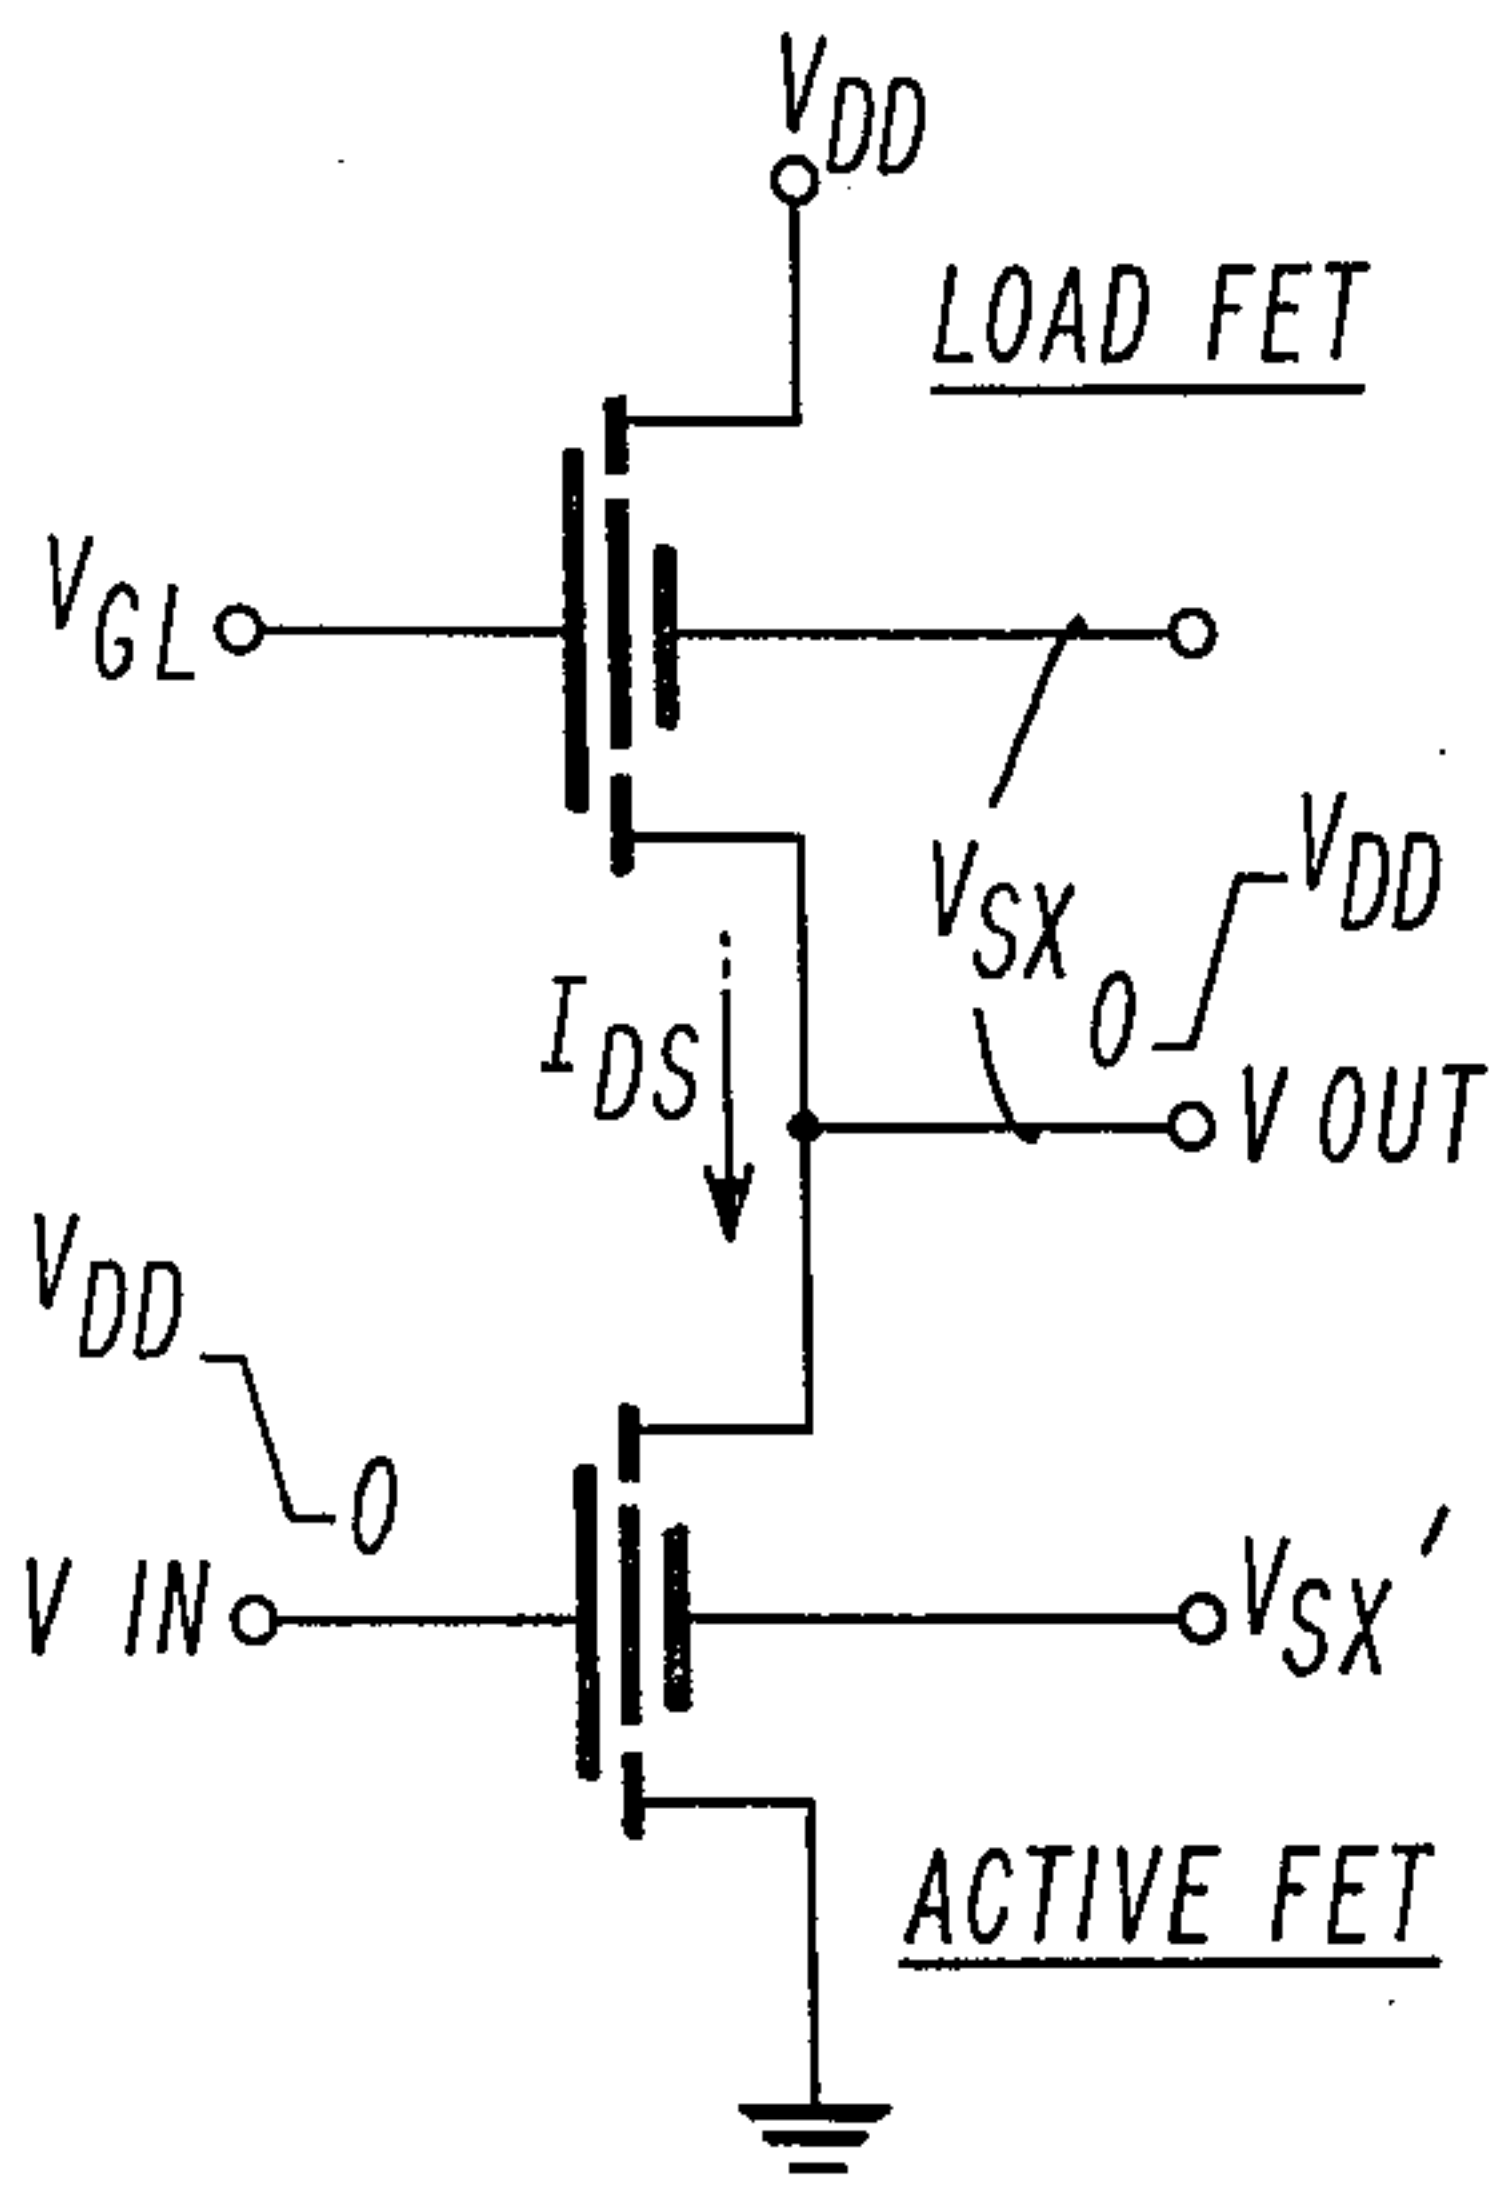 VDD
LOAD FET
VGL
VDD
VSX
0
IDS
V OUT
VDD
0
V IN
VSX'
ACTIVE FET